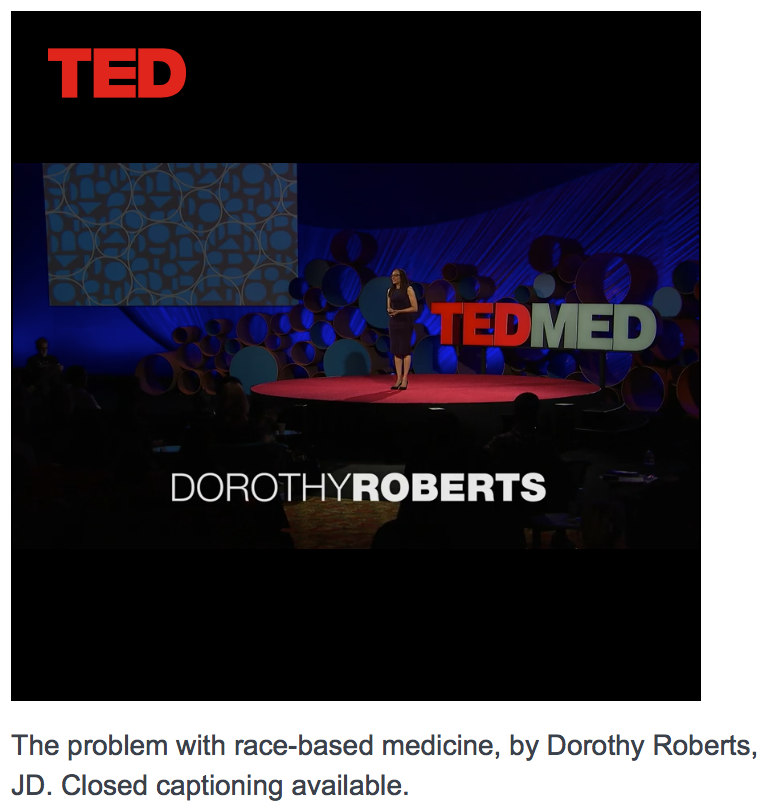 TED
TEDMED
DOROTHYROBERTS
The problem with race-based medicine, by Dorothy Roberts,
JD. Closed captioning available.